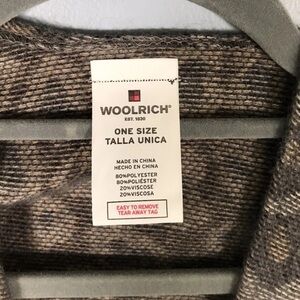 WOOLRICH®
EST. 1830
ONE SIZE
TALLA UNICA
MADE IN CHINA
HECHO EN CHINA
80%POLYESTER
80%POLIÉSTER
20%VISCOSE
20%VISCOSA
EASY TO REMOVE
TEAR AWAY TAG